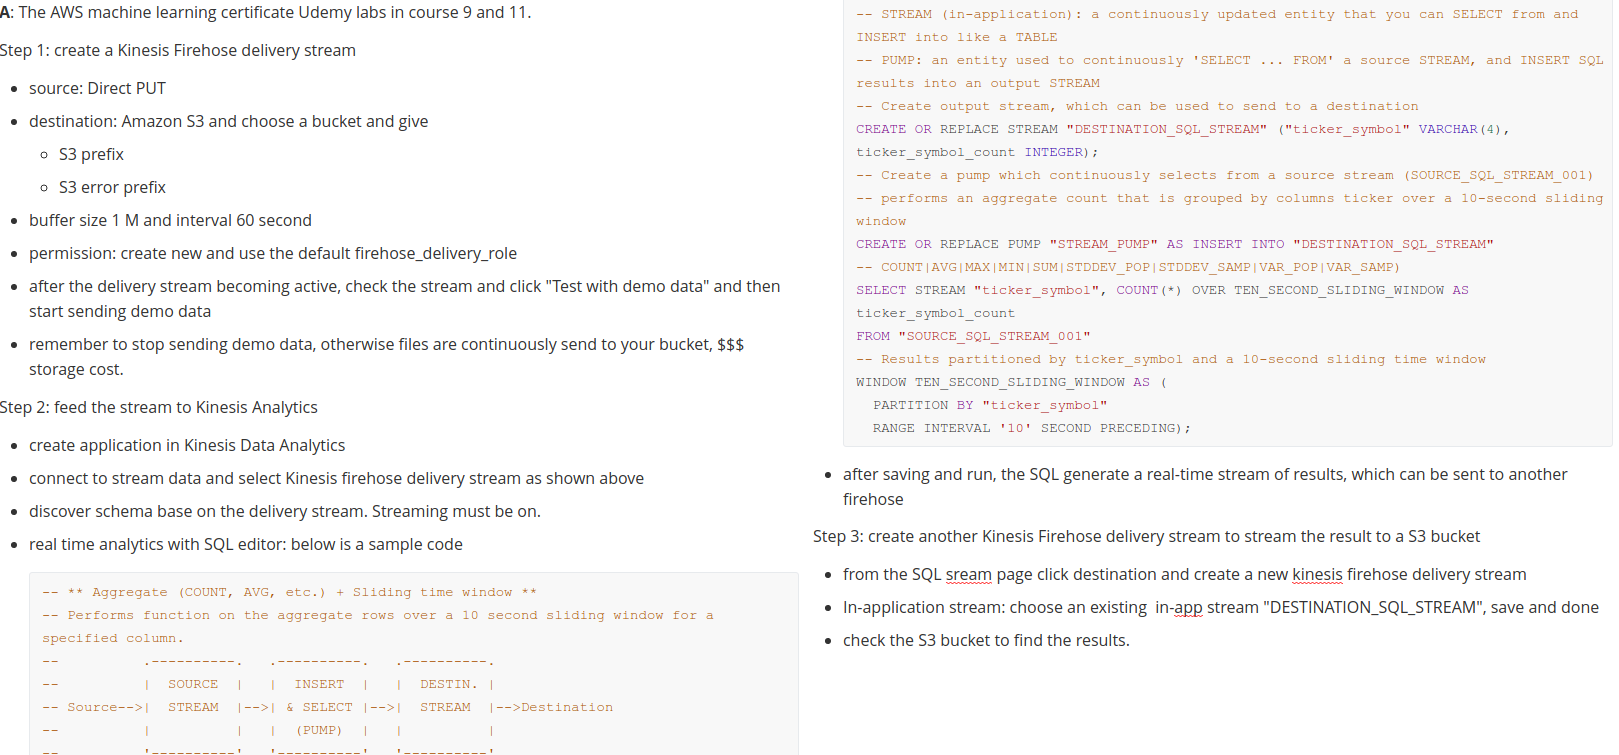 A: The AWS machine learning certificate Udemy labs in course 9 and 11.
Step 1: create a Kinesis Firehose delivery stream
source: Direct PUT
destination: Amazon S3 and choose a bucket and give
S3 prefix
S3 error prefix
buffer size 1 M and interval 60 second
permission: create new and use the default firehose_delivery_role
after the delivery stream becoming active, check the stream and click "Test with demo data" and then
start sending demo data
remember to stop sending demo data, otherwise files are continuously send to your bucket, $$$
storage cost.
Step 2: feed the stream to Kinesis Analytics
create application in Kinesis Data Analytics
connect to stream data and select Kinesis firehose delivery stream as shown above
discover schema base on the delivery stream. Streaming must be on.
real time analytics with SQL editor: below is a sample code
-- ** Aggregate (COUNT, AVG, etc.) + Sliding time window **
-- Performs function on the aggregate rows over a 10 second sliding window for a
specified column.
--          .----------.   .----------.   .----------.
--          |  SOURCE  |   |  INSERT  |   |  DESTIN. |
-- Source-->|  STREAM  |-->| & SELECT |-->|  STREAM  |-->Destination
--          |          |   |  (PUMP)  |   |          |
--          '----------'   '----------'   '----------'
-- STREAM (in-application): a continuously updated entity that you can SELECT from and
INSERT into like a TABLE
-- PUMP: an entity used to continuously 'SELECT ... FROM' a source STREAM, and INSERT SQL
results into an output STREAM
-- Create output stream, which can be used to send to a destination
CREATE OR REPLACE STREAM "DESTINATION_SQL_STREAM" ("ticker_symbol" VARCHAR(4),
ticker_symbol_count INTEGER);
-- Create a pump which continuously selects from a source stream (SOURCE_SQL_STREAM_001)
-- performs an aggregate count that is grouped by columns ticker over a 10-second sliding
window
CREATE OR REPLACE PUMP "STREAM_PUMP" AS INSERT INTO "DESTINATION_SQL_STREAM"
-- COUNT|AVG|MAX|MIN|SUM|STDDEV_POP|STDDEV_SAMP|VAR_POP|VAR_SAMP)
SELECT STREAM "ticker_symbol", COUNT(*) OVER TEN_SECOND_SLIDING_WINDOW AS
ticker_symbol_count
FROM "SOURCE_SQL_STREAM_001"
-- Results partitioned by ticker_symbol and a 10-second sliding time window
WINDOW TEN_SECOND_SLIDING_WINDOW AS (
  PARTITION BY "ticker_symbol"
  RANGE INTERVAL '10' SECOND PRECEDING);
after saving and run, the SQL generate a real-time stream of results, which can be sent to another
firehose
Step 3: create another Kinesis Firehose delivery stream to stream the result to a S3 bucket
from the SQL sream page click destination and create a new kinesis firehose delivery stream
In-application stream: choose an existing  in-app stream "DESTINATION_SQL_STREAM", save and done
check the S3 bucket to find the results.